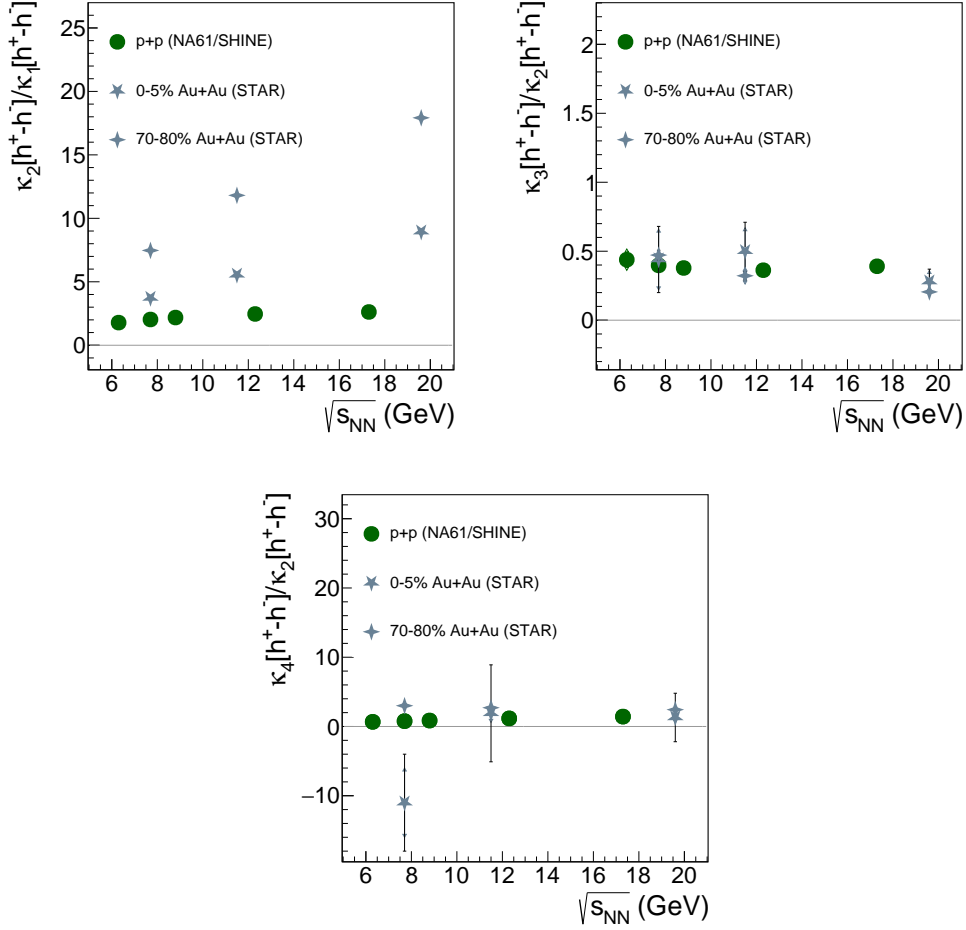 κ₂[h⁺-h⁻]/κ₁[h⁺-h⁻]
25
20
15
10
5
0
p+p (NA61/SHINE)
0-5% Au+Au (STAR)
70-80% Au+Au (STAR)
6 8 10 12 14 16 18 20
√s_NN (GeV)
κ₃[h⁺-h⁻]/κ₂[h⁺-h⁻]
2
1.5
1
0.5
0
p+p (NA61/SHINE)
0-5% Au+Au (STAR)
70-80% Au+Au (STAR)
6 8 10 12 14 16 18 20
√s_NN (GeV)
κ₄[h⁺-h⁻]/κ₂[h⁺-h⁻]
30
20
10
0
−10
p+p (NA61/SHINE)
0-5% Au+Au (STAR)
70-80% Au+Au (STAR)
6 8 10 12 14 16 18 20
√s_NN (GeV)